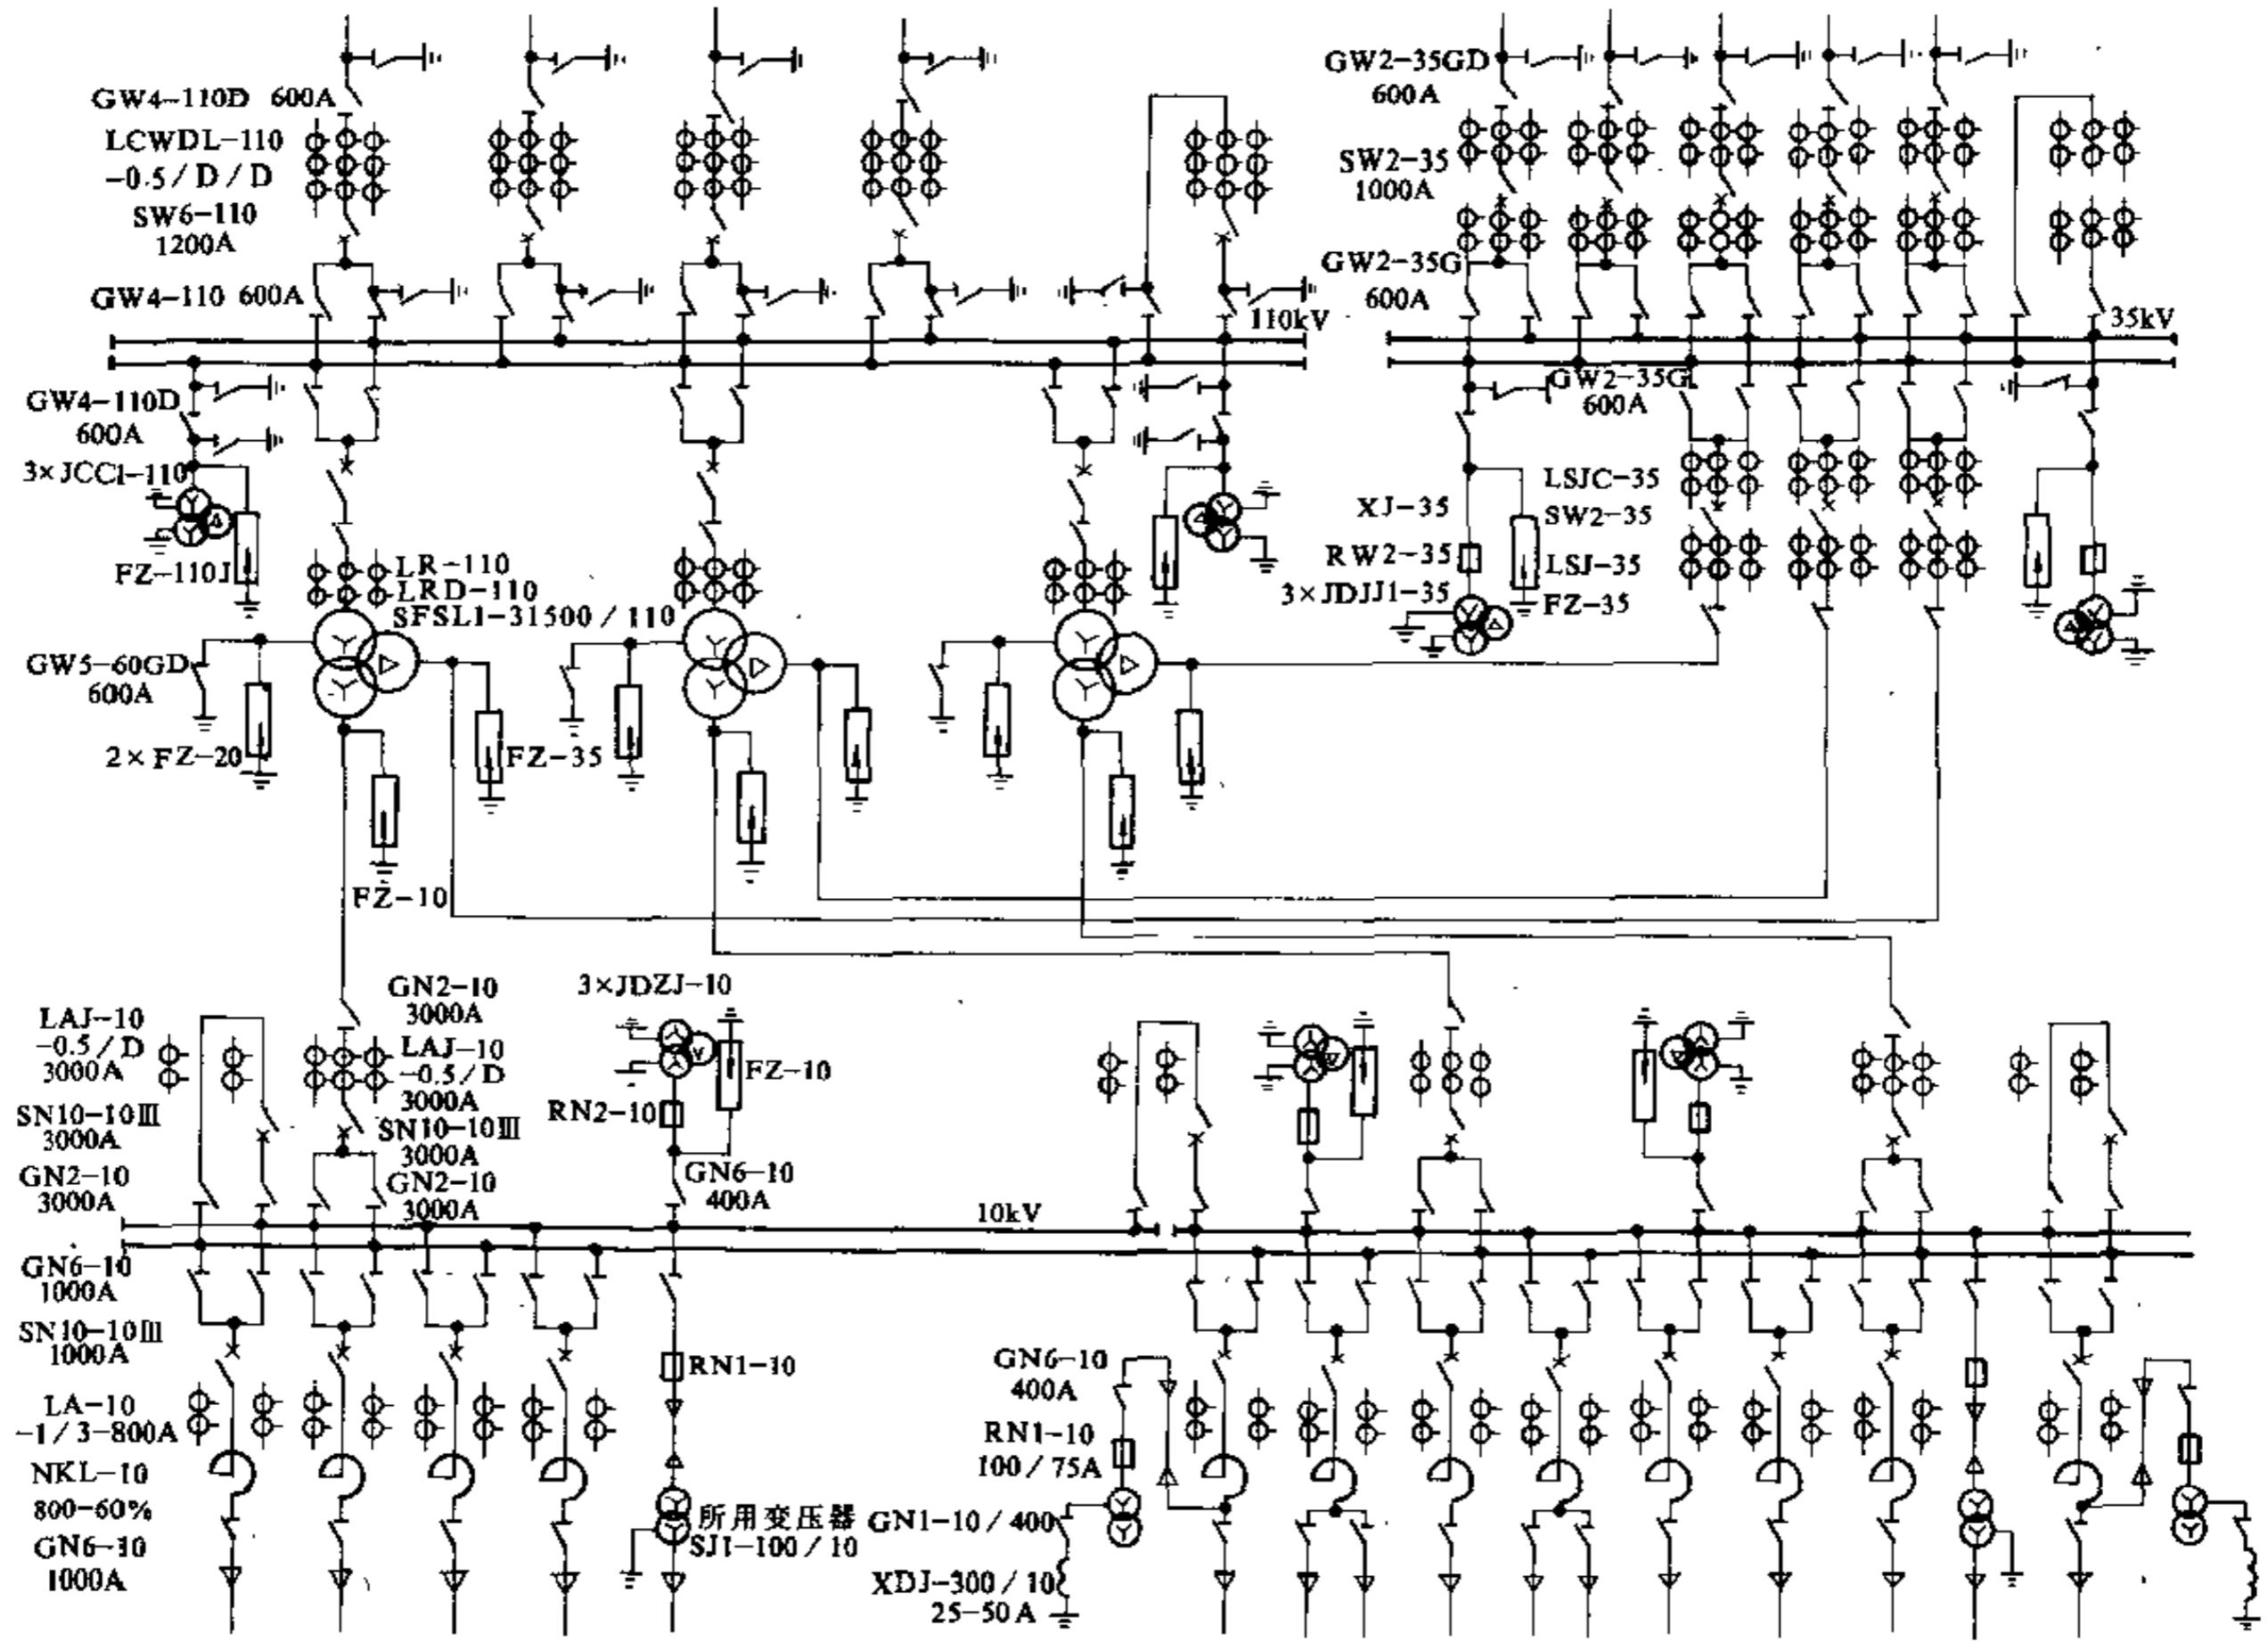 GW4-110D 600A
LCWDL-110
-0.5/D/D
SW6-110
1200A
GW4-110 600A
110kV
GW2-35GD
600A
SW2-35
1000A
GW2-35G
600A
35kV
GW4-110D
600A
3×JCC1-110
FZ-110J
LR-110
LRD-110
SFSL1-31500/110
GW5-60GD
600A
2×FZ-20
FZ-35
FZ-10
GW2-35G
600A
XJ-35
RW2-35
3×JDJJ1-35
LSJC-35
SW2-35
LSJ-35
FZ-35
LAJ-10
-0.5/D
3000A
SN10-10Ⅲ
3000A
GN2-10
3000A
GN2-10
3000A
LAJ-10
-0.5/D
3000A
SN10-10Ⅲ
3000A
GN2-10
3000A
3×JDZJ-10
FZ-10
RN2-10
GN6-10
400A
10kV
GN6-10
1000A
SN10-10Ⅲ
1000A
LA-10
-1/3-800A
NKL-10
800-60%
GN6-10
1000A
RN1-10
所用变压器
SJ1-100/10
GN6-10
400A
RN1-10
100/75A
GN1-10/400
XDJ-300/10
25-50A